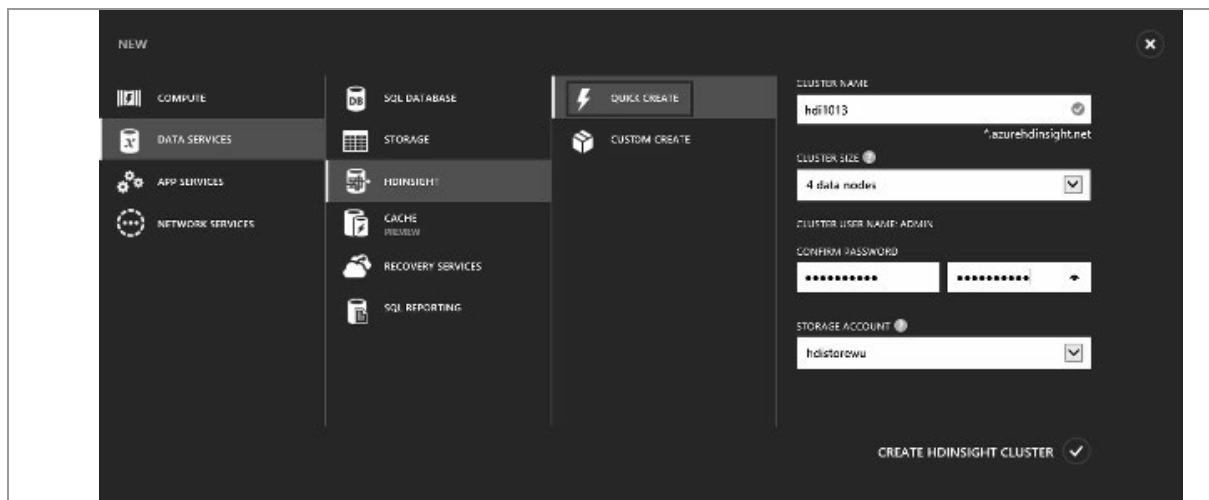 NEW
COMPUTE
DATA SERVICES
APP SERVICES
NETWORK SERVICES
SQL DATABASE
STORAGE
HDINSIGHT
CACHE
PREVIEW
RECOVERY SERVICES
SQL REPORTING
QUICK CREATE
CUSTOM CREATE
CLUSTER NAME
hdi1013
*.azurehdinsight.net
CLUSTER SIZE
4 data nodes
CLUSTER USER NAME: ADMIN
CONFIRM PASSWORD
STORAGE ACCOUNT
hdistorewu
CREATE HDINSIGHT CLUSTER